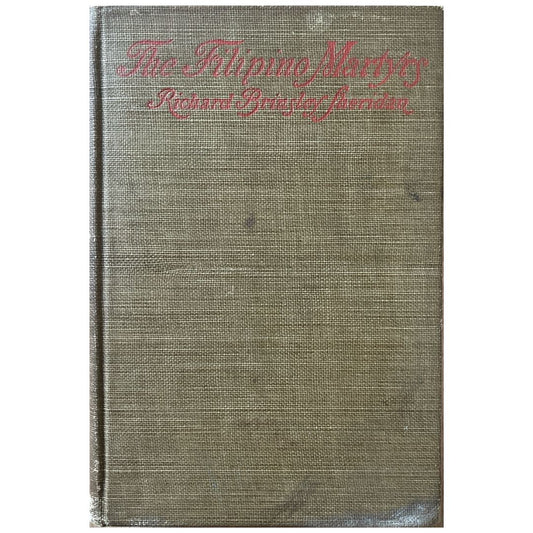 The Filipino Martyrs
Richard Brinsley Sheridan